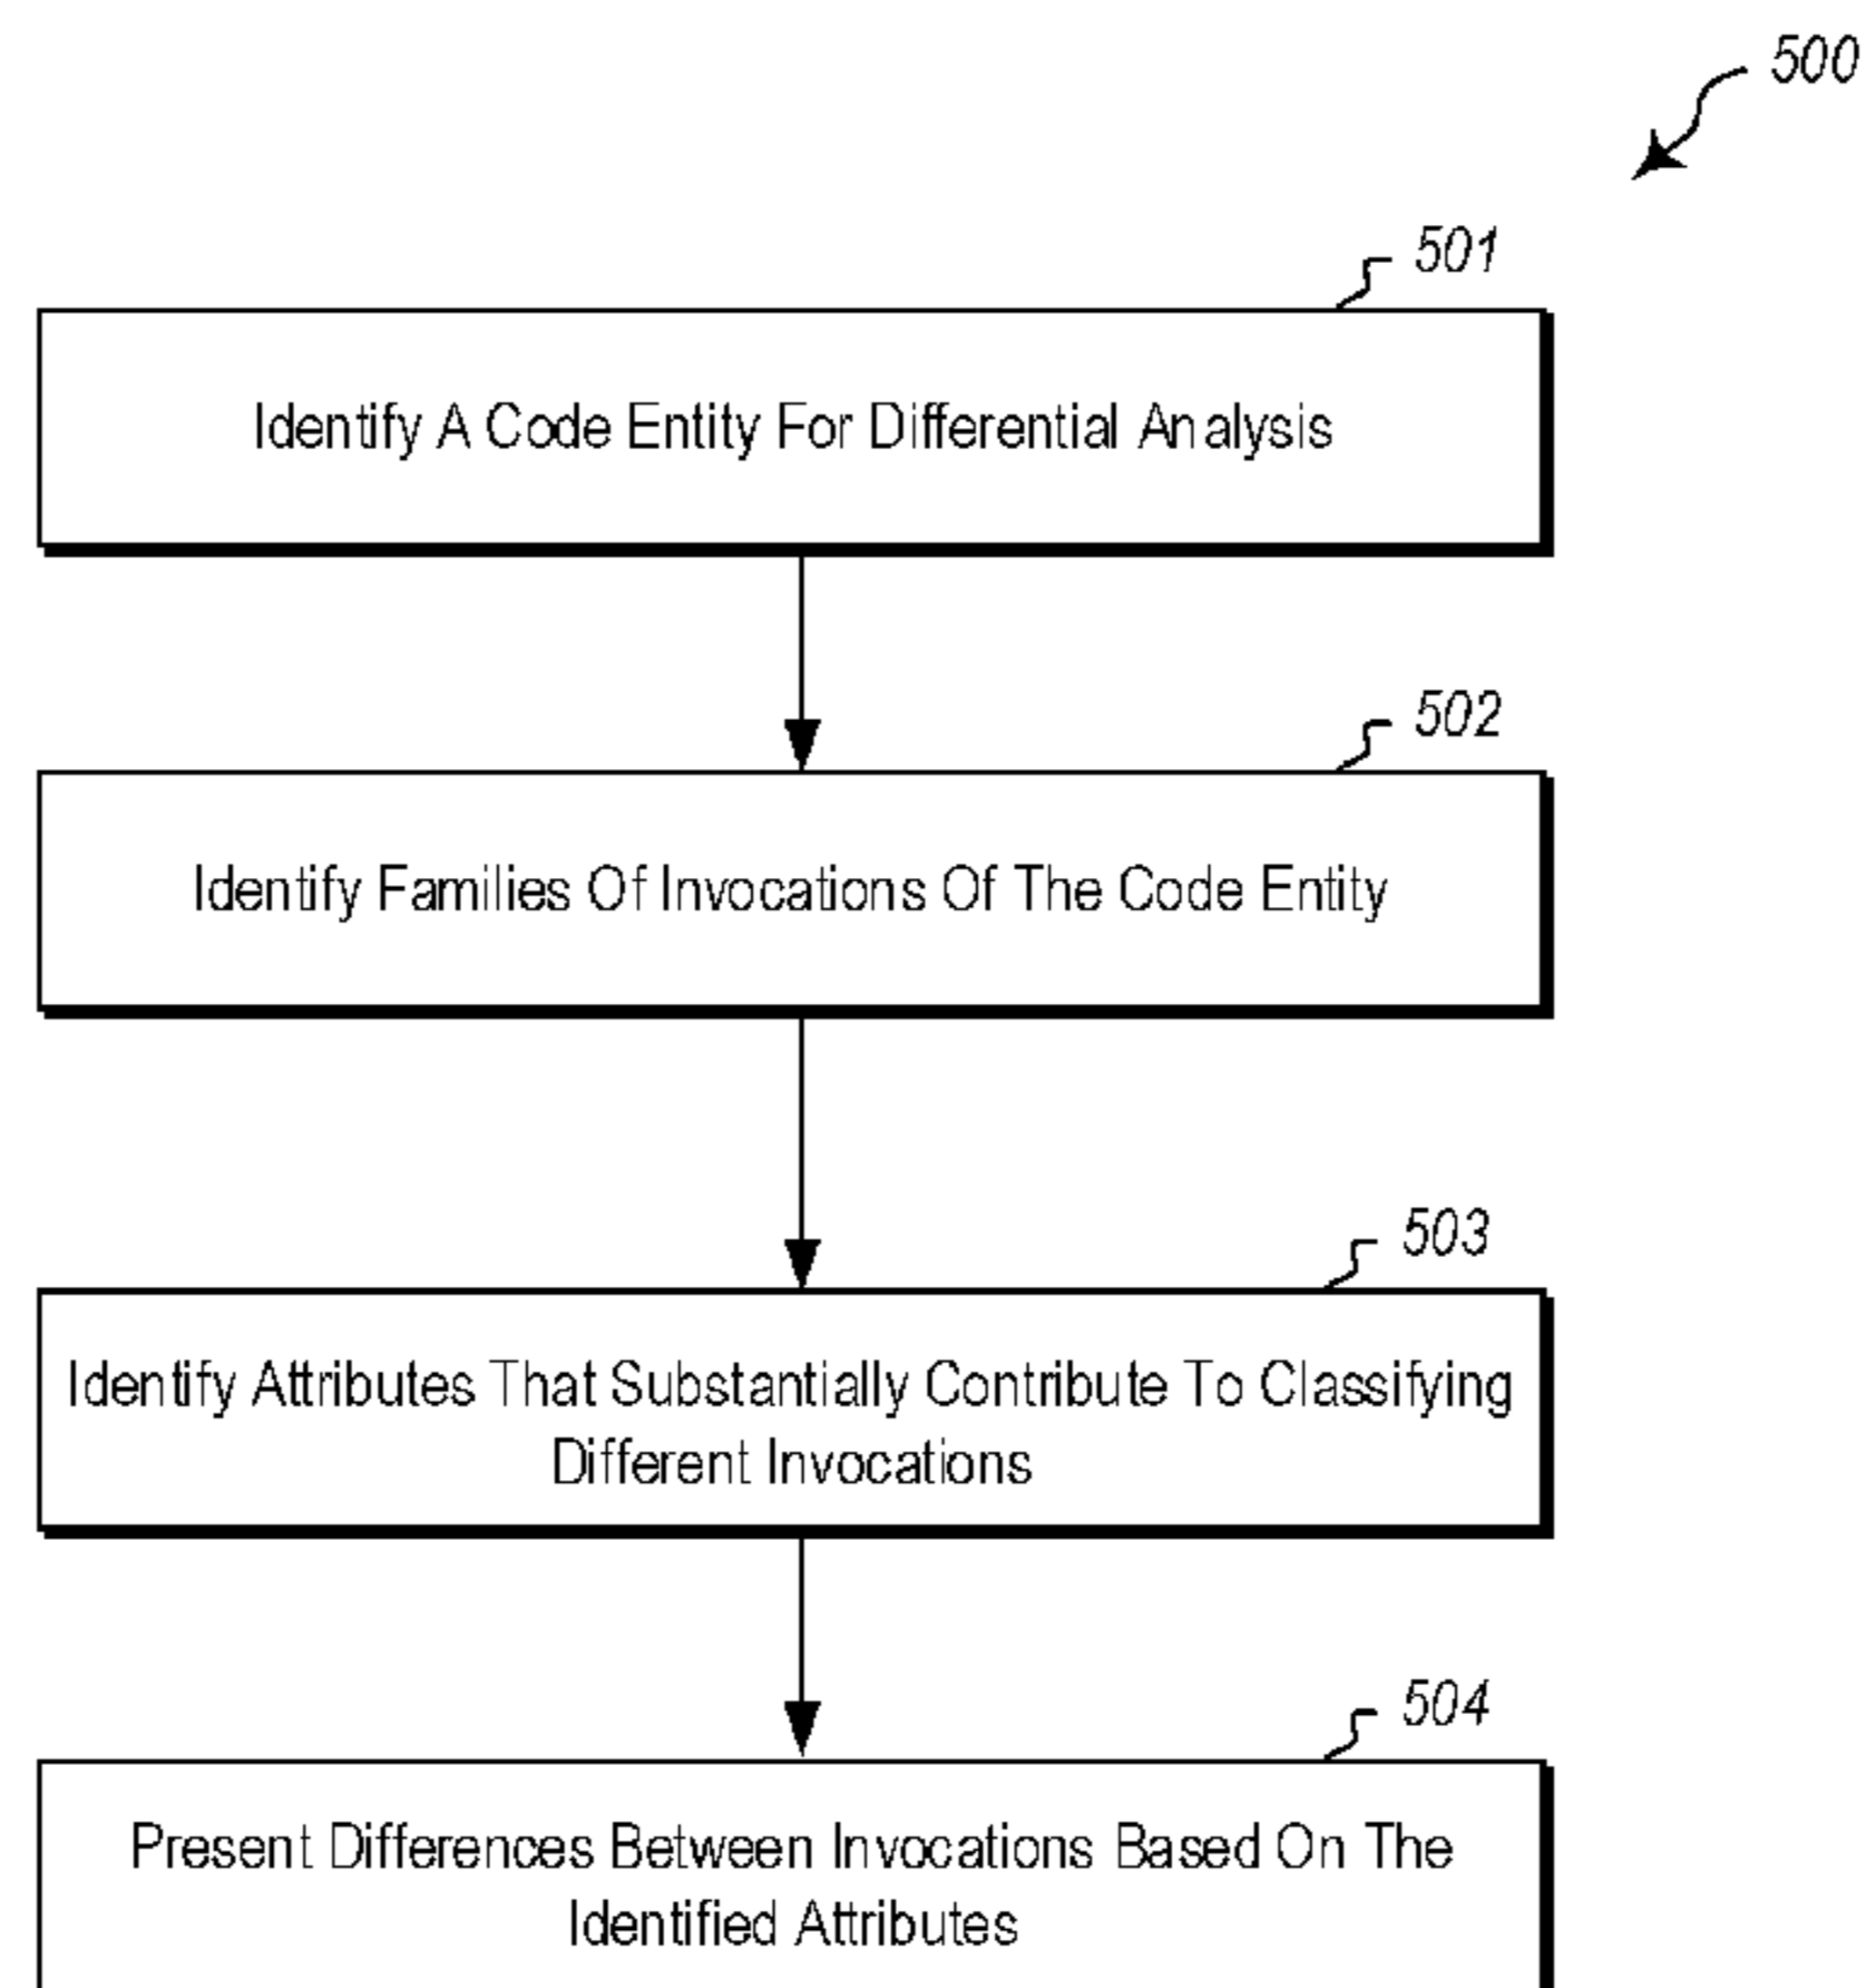 500
501
Identify A Code Entity For Differential Analysis
502
Identify Families Of Invocations Of The Code Entity
503
Identify Attributes That Substantially Contribute To Classifying
Different Invocations
504
Present Differences Between Invocations Based On The
Identified Attributes